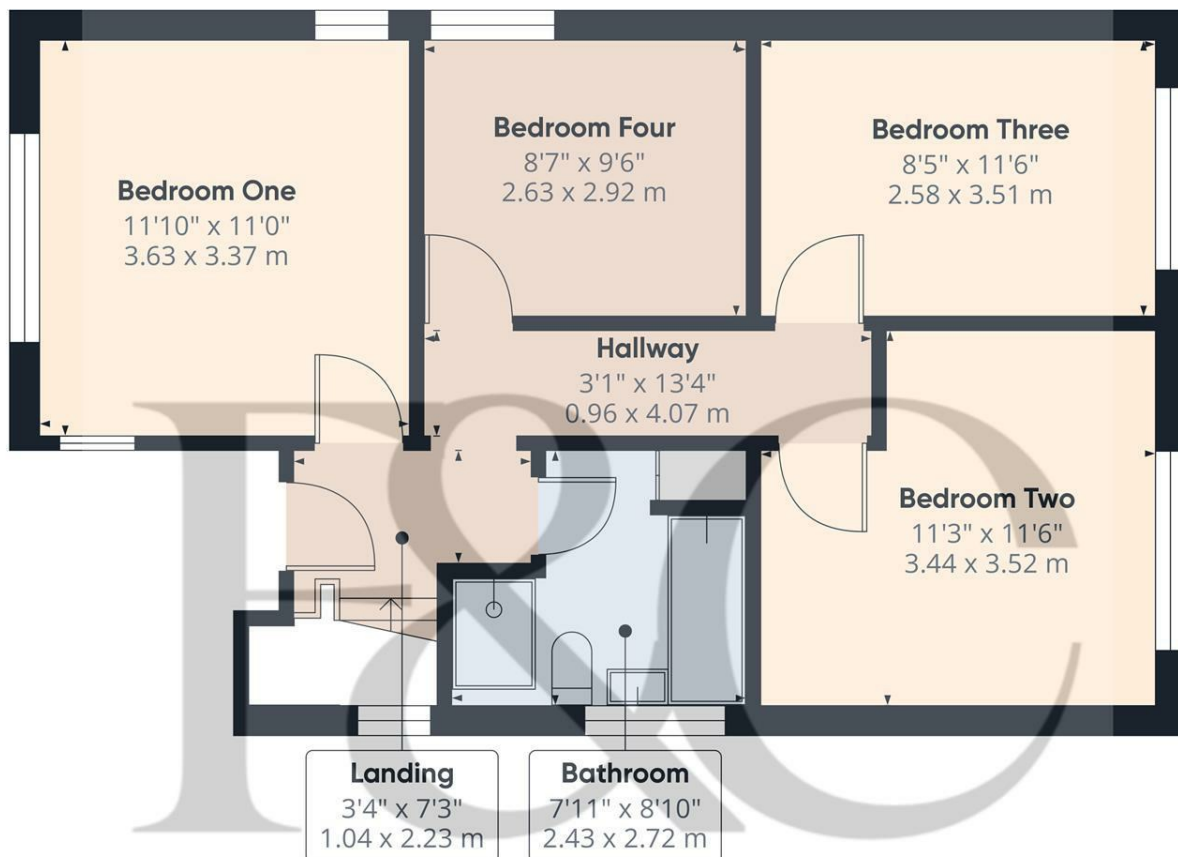 Bedroom One
11'10" x 11'0"
3.63 x 3.37 m
Bedroom Four
8'7" x 9'6"
2.63 x 2.92 m
Bedroom Three
8'5" x 11'6"
2.58 x 3.51 m
Hallway
3'1" x 13'4"
0.96 x 4.07 m
Bedroom Two
11'3" x 11'6"
3.44 x 3.52 m
Landing
3'4" x 7'3"
1.04 x 2.23 m
Bathroom
7'11" x 8'10"
2.43 x 2.72 m
F&C